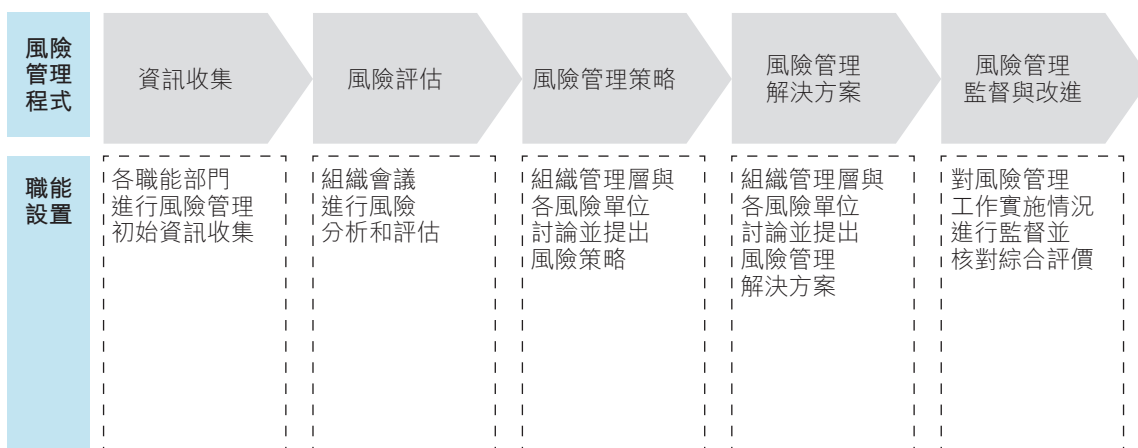 風險
管理
程式
資訊收集
風險評估
風險管理策略
風險管理
解決方案
風險管理
監督與改進
職能
設置
各職能部門
進行風險管理
初始資訊收集
組織會議
進行風險
分析和評估
組織管理層與
各風險單位
討論並提出
風險策略
組織管理層與
各風險單位
討論並提出
風險管理
解決方案
對風險管理
工作實施情況
進行監督並
核對綜合評價